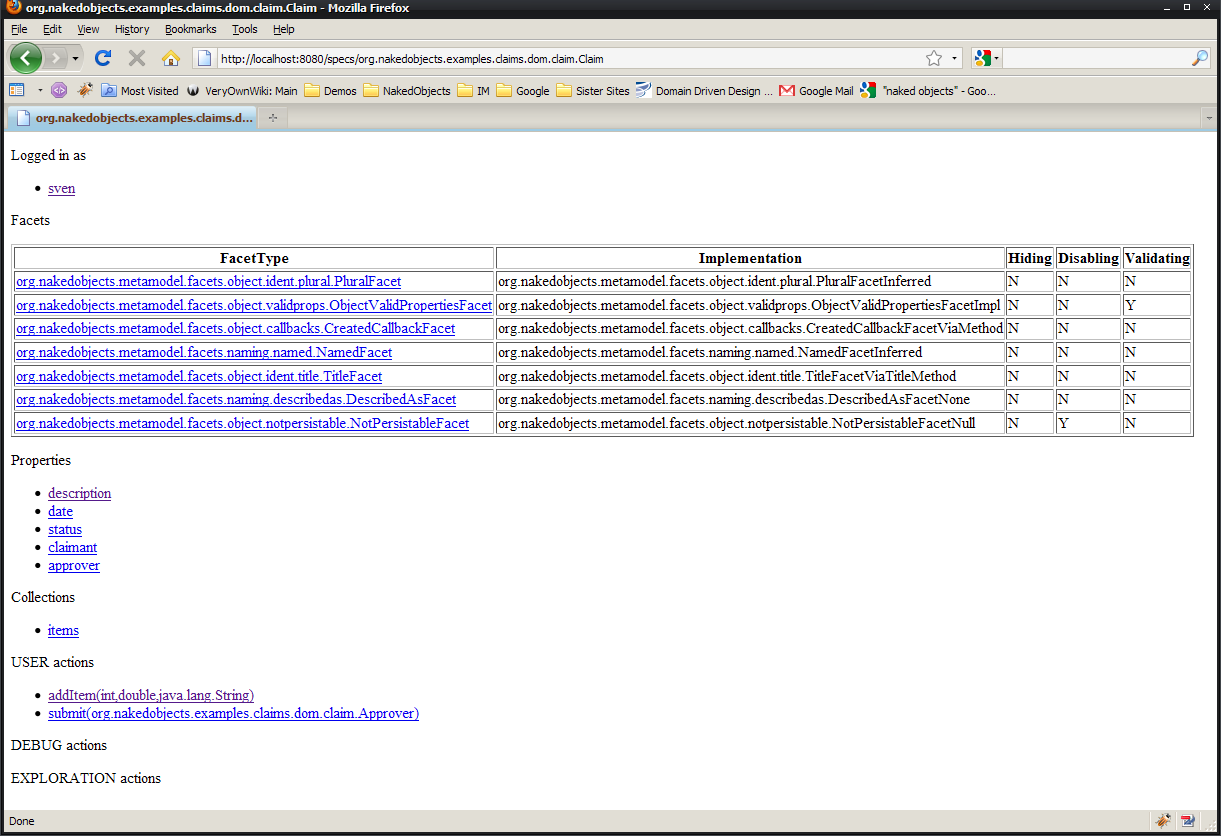 org.nakedobjects.examples.claims.dom.claim.Claim - Mozilla Firefox
File Edit View History Bookmarks Tools Help
http://localhost:8080/specs/org.nakedobjects.examples.claims.dom.claim.Claim
Most Visited VeryOwnWiki: Main Demos NakedObjects IM Google Sister Sites Domain Driven Design ... Google Mail "naked objects" - Goo...
org.nakedobjects.examples.claims.d...
Logged in as
• sven
Facets
FacetType Implementation Hiding Disabling Validating
org.nakedobjects.metamodel.facets.object.ident.plural.PluralFacet org.nakedobjects.metamodel.facets.object.ident.plural.PluralFacetInferred N N N
org.nakedobjects.metamodel.facets.object.validprops.ObjectValidPropertiesFacet org.nakedobjects.metamodel.facets.object.validprops.ObjectValidPropertiesFacetImpl N N Y
org.nakedobjects.metamodel.facets.object.callbacks.CreatedCallbackFacet org.nakedobjects.metamodel.facets.object.callbacks.CreatedCallbackFacetViaMethod N N N
org.nakedobjects.metamodel.facets.naming.named.NamedFacet org.nakedobjects.metamodel.facets.naming.named.NamedFacetInferred N N N
org.nakedobjects.metamodel.facets.object.ident.title.TitleFacet org.nakedobjects.metamodel.facets.object.ident.title.TitleFacetViaTitleMethod N N N
org.nakedobjects.metamodel.facets.naming.describedas.DescribedAsFacet org.nakedobjects.metamodel.facets.naming.describedas.DescribedAsFacetNone N N N
org.nakedobjects.metamodel.facets.object.notpersistable.NotPersistableFacet org.nakedobjects.metamodel.facets.object.notpersistable.NotPersistableFacetNull N Y N
Properties
• description
• date
• status
• claimant
• approver
Collections
• items
USER actions
• addItem(int,double,java.lang.String)
• submit(org.nakedobjects.examples.claims.dom.claim.Approver)
DEBUG actions
EXPLORATION actions
Done